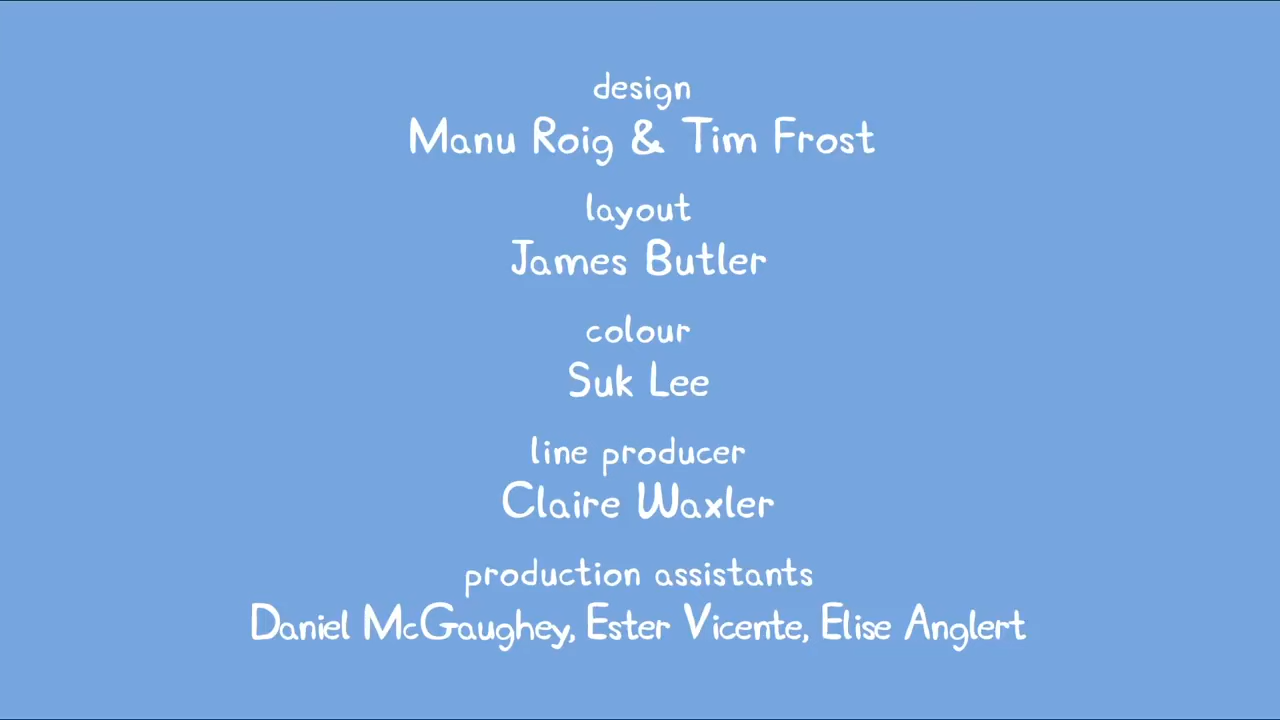 design
Manu Roig & Tim Frost
layout
James Butler
colour
Suk Lee
line producer
Claire Waxler
production assistants
Daniel McGaughey, Ester Vicente, Elise Anglert